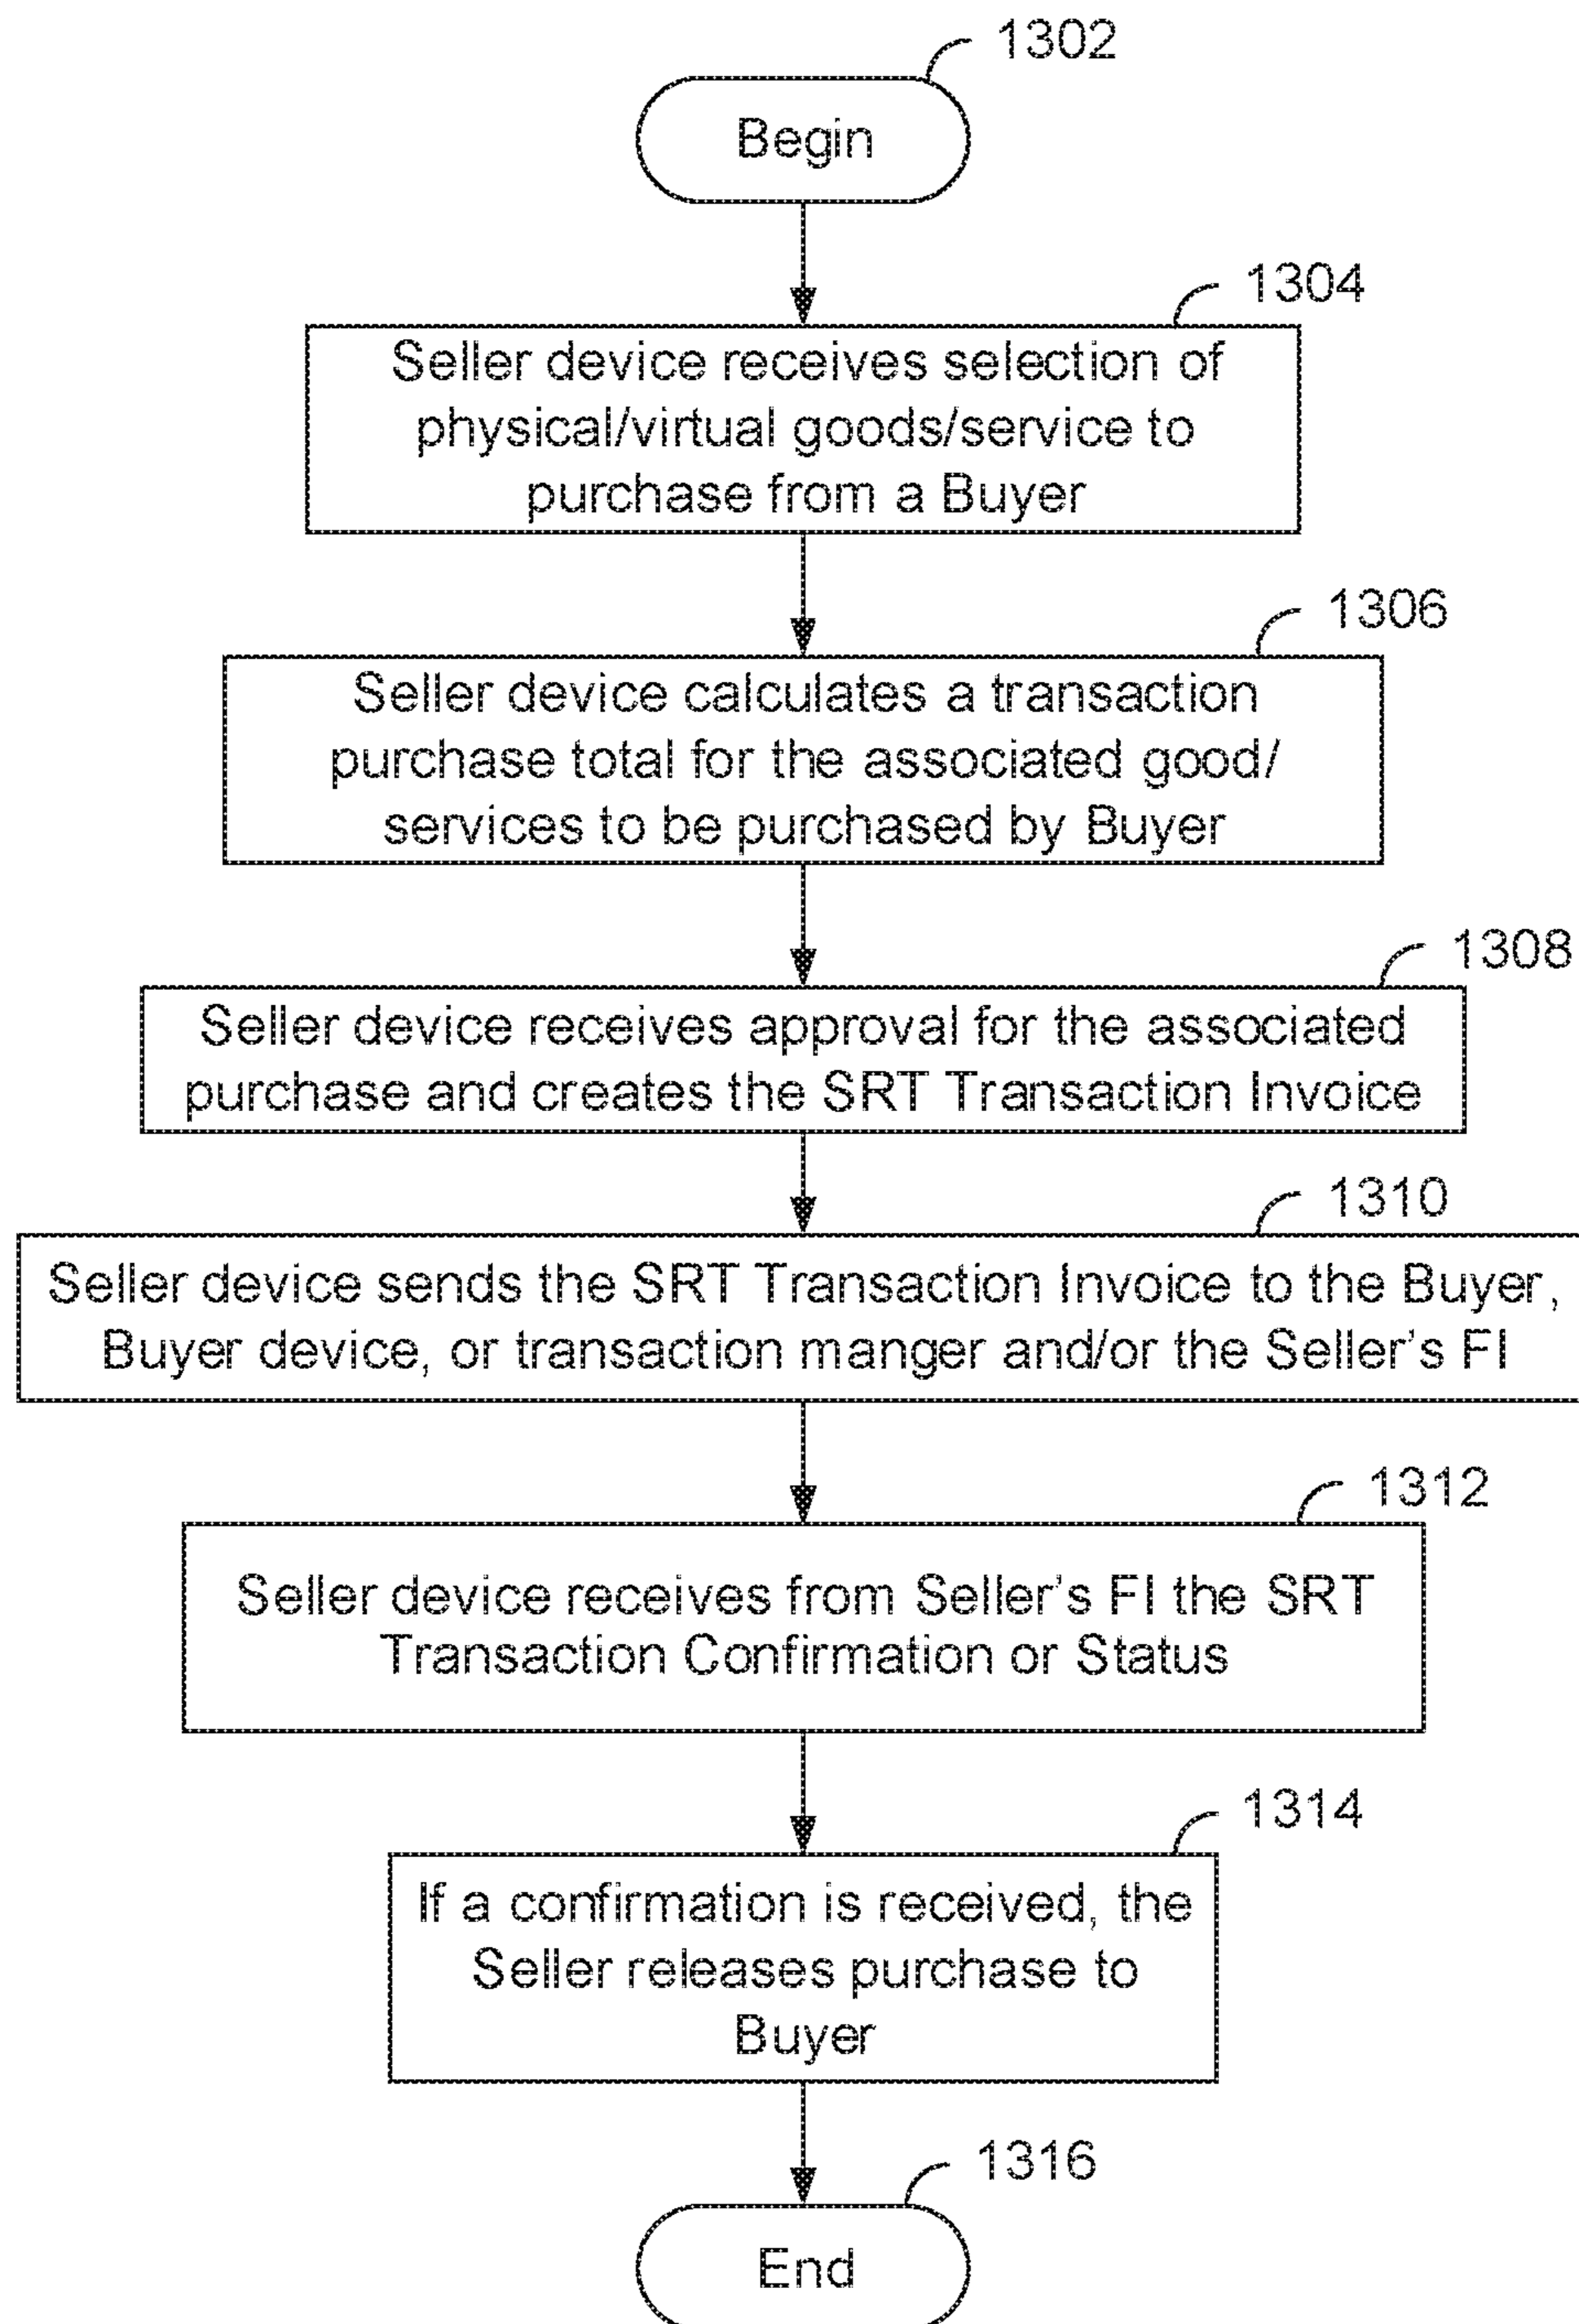 1302
Begin
1304
Seller device receives selection of
physical/virtual goods/service to
purchase from a Buyer
1306
Seller device calculates a transaction
purchase total for the associated good/
services to be purchased by Buyer
1308
Seller device receives approval for the associated
purchase and creates the SRT Transaction Invoice
1310
Seller device sends the SRT Transaction Invoice to the Buyer,
Buyer device, or transaction manger and/or the Seller's FI
1312
Seller device receives from Seller's FI the SRT
Transaction Confirmation or Status
1314
If a confirmation is received, the
Seller releases purchase to
Buyer
1316
End